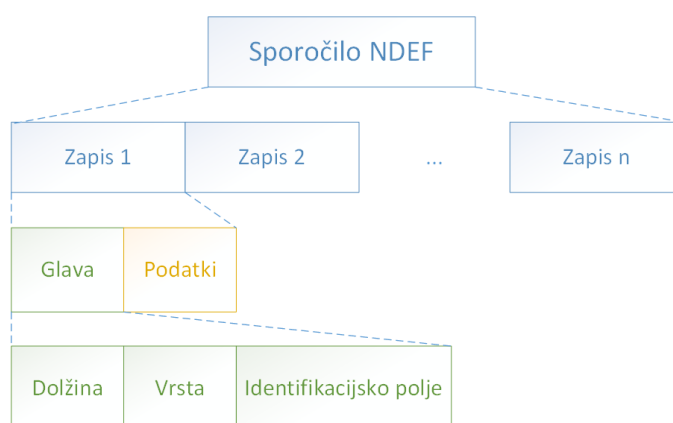 Sporočilo NDEF
Zapis 1
Zapis 2
...
Zapis n
Glava
Podatki
Dolžina
Vrsta
Identifikacijsko polje